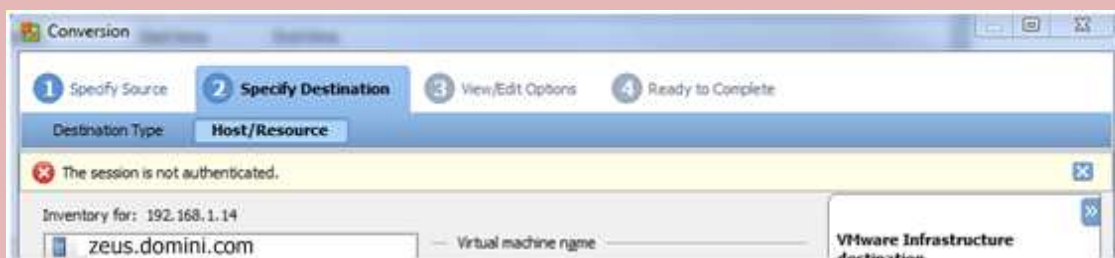 Conversion
1 Specify Source 2 Specify Destination 3 View/Edit Options 4 Ready to Complete
Destination Type Host/Resource
The session is not authenticated.
Inventory for: 192.168.1.14
zeus.domini.com Virtual machine name VMware Infrastructure
destination